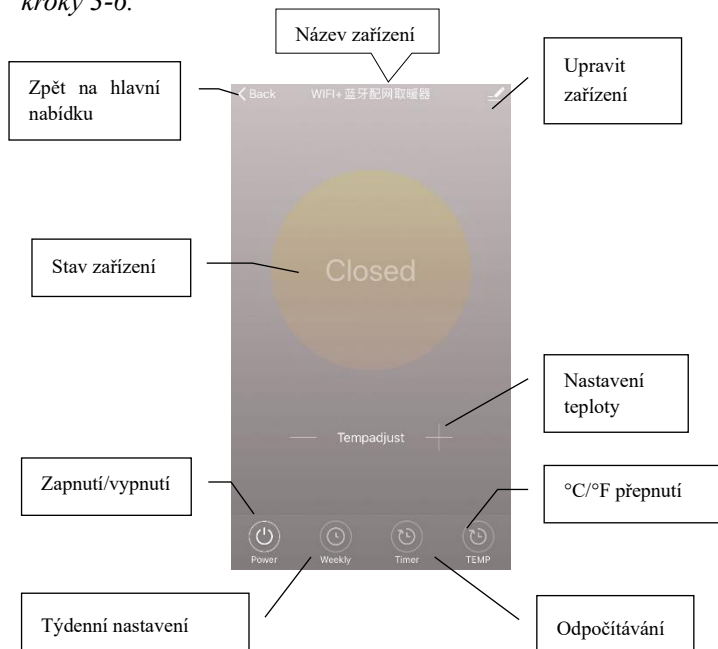 kroky 5-6.
Název zařízení
Zpět na hlavní
nabídku
Upravit
zařízení
Back
WIFI+蓝牙配网取暖器
Stav zařízení
Closed
Nastavení
teploty
Tempadjust
Zapnutí/vypnutí
°C/°F přepnutí
Power
Weekly
Timer
TEMP
Týdenní nastavení
Odpočítávání